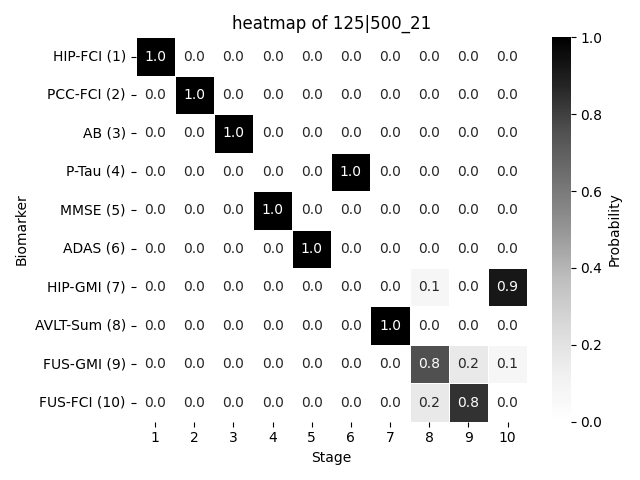 heatmap of 125|500_21
HIP-FCI (1) 1.0 0.0 0.0 0.0 0.0 0.0 0.0 0.0 0.0 0.0
PCC-FCI (2) 0.0 1.0 0.0 0.0 0.0 0.0 0.0 0.0 0.0 0.0
AB (3) 0.0 0.0 1.0 0.0 0.0 0.0 0.0 0.0 0.0 0.0
P-Tau (4) 0.0 0.0 0.0 0.0 0.0 1.0 0.0 0.0 0.0 0.0
MMSE (5) 0.0 0.0 0.0 1.0 0.0 0.0 0.0 0.0 0.0 0.0
ADAS (6) 0.0 0.0 0.0 0.0 1.0 0.0 0.0 0.0 0.0 0.0
HIP-GMI (7) 0.0 0.0 0.0 0.0 0.0 0.0 0.0 0.1 0.0 0.9
AVLT-Sum (8) 0.0 0.0 0.0 0.0 0.0 0.0 1.0 0.0 0.0 0.0
FUS-GMI (9) 0.0 0.0 0.0 0.0 0.0 0.0 0.0 0.8 0.2 0.1
FUS-FCI (10) 0.0 0.0 0.0 0.0 0.0 0.0 0.0 0.2 0.8 0.0
1 2 3 4 5 6 7 8 9 10
Stage
Biomarker
1.0
0.8
0.6
0.4
0.2
0.0
Probability